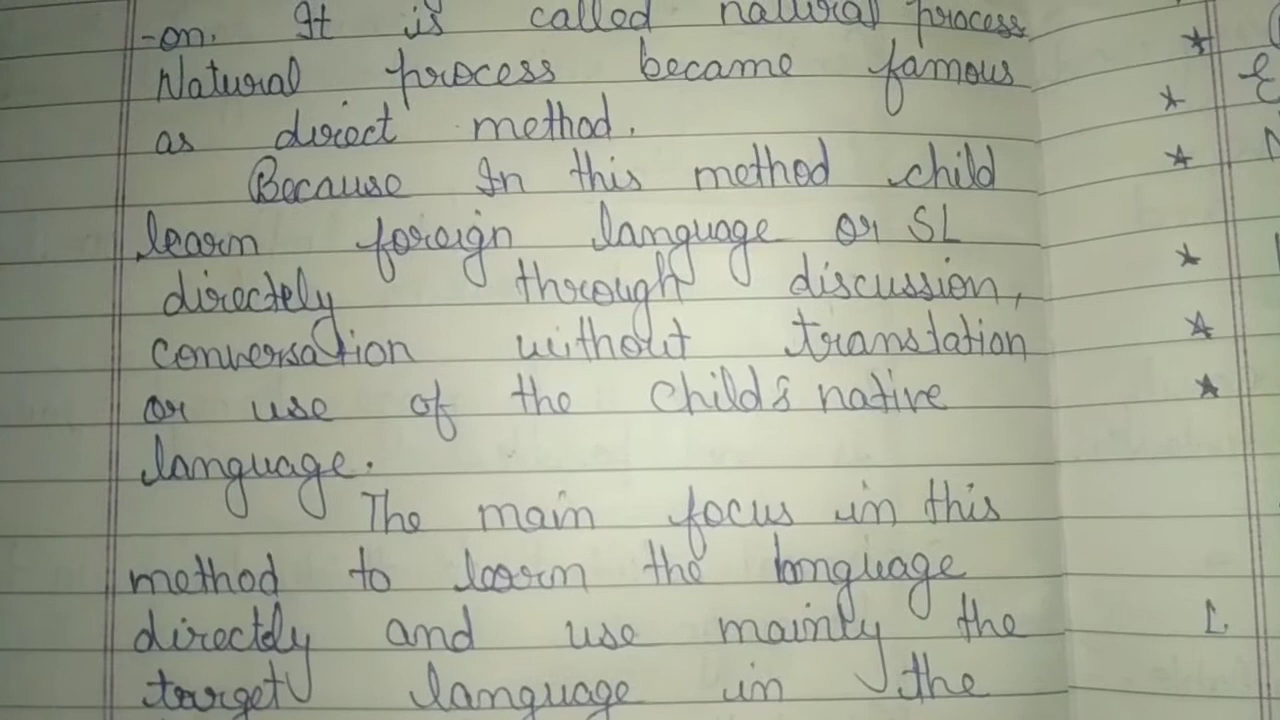 -on. It is called natural process
Natural process became famous
as direct method.
Because In this method child
learn foreign language or SL
directely through discussion,
conversation without translation
or use of the child's native
language.
The main focus in this
method to learn the language
directly and use mainly the
target language in the